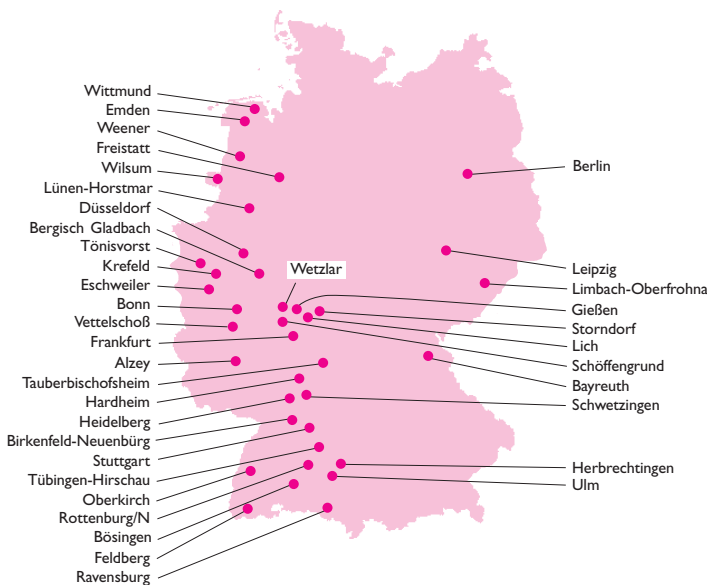 Wittmund
Emden
Weener
Freistatt
Wilsum
Lünen-Horstmar
Düsseldorf
Bergisch Gladbach
Tönisvorst
Krefeld
Eschweiler
Bonn
Vettelschoß
Frankfurt
Alzey
Tauberbischofsheim
Hardheim
Heidelberg
Birkenfeld-Neuenbürg
Stuttgart
Tübingen-Hirschau
Oberkirch
Rottenburg/N
Bösingen
Feldberg
Ravensburg
Wetzlar
Berlin
Leipzig
Limbach-Oberfrohna
Gießen
Storndorf
Lich
Schöffengrund
Bayreuth
Schwetzingen
Herbrechtingen
Ulm